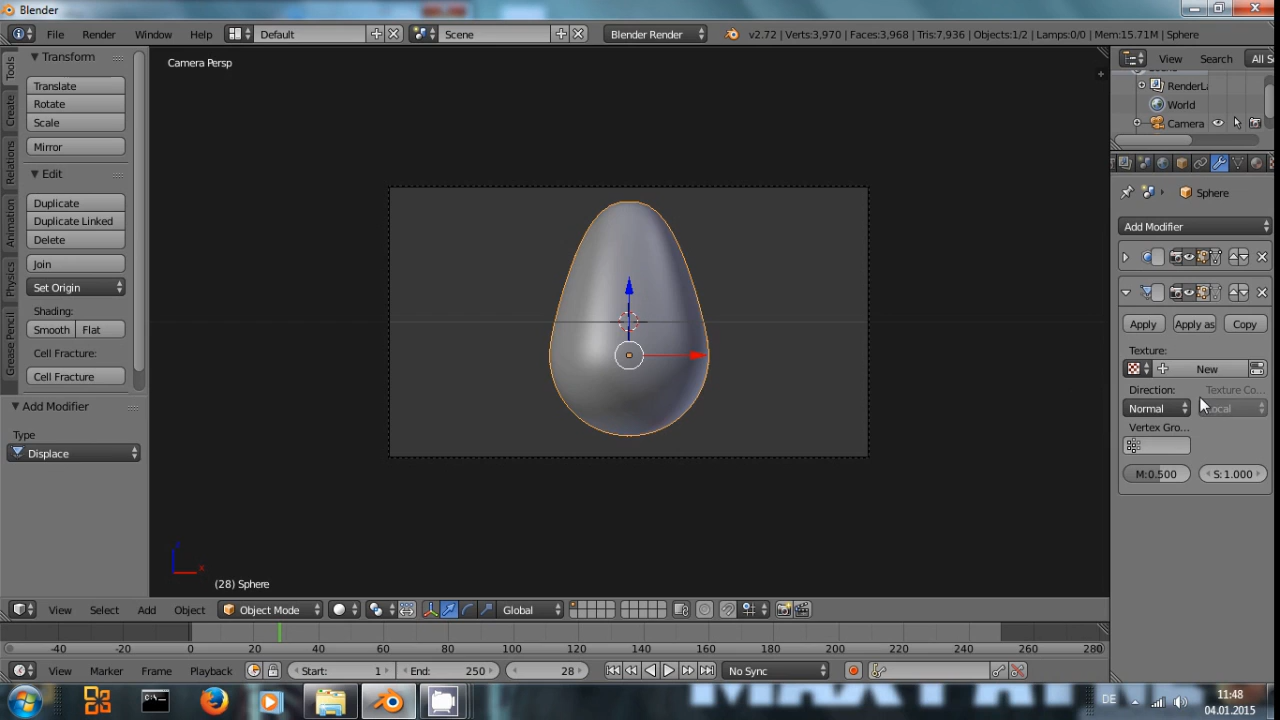 Blender
File Render Window Help Default Scene Blender Render v2.72 | Verts:3,970 | Faces:3,968 | Tris:7,936 | Objects:1/2 | Lamps:0/0 | Mem:15.71M | Sphere
Tools
Create
Relations
Animation
Physics
Grease Pencil
Transform
Translate
Rotate
Scale
Mirror
Edit
Duplicate
Duplicate Linked
Delete
Join
Set Origin
Shading:
Smooth Flat
Cell Fracture:
Cell Fracture
Add Modifier
Type
Displace
Camera Persp
z
x
(28) Sphere
View Search All S
RenderLa
World
Camera
Sphere
Add Modifier
Apply Apply as Copy
Texture:
New
Direction: Texture Co...
Normal Local
Vertex Gro...
M:0.500 S:1.000
View Select Add Object Object Mode Global
-40 -20 0 20 40 60 80 100 120 140 160 180 200 220 240 260 280
View Marker Frame Playback Start: 1 End: 250 28 No Sync
DE 11:48
04.01.2015